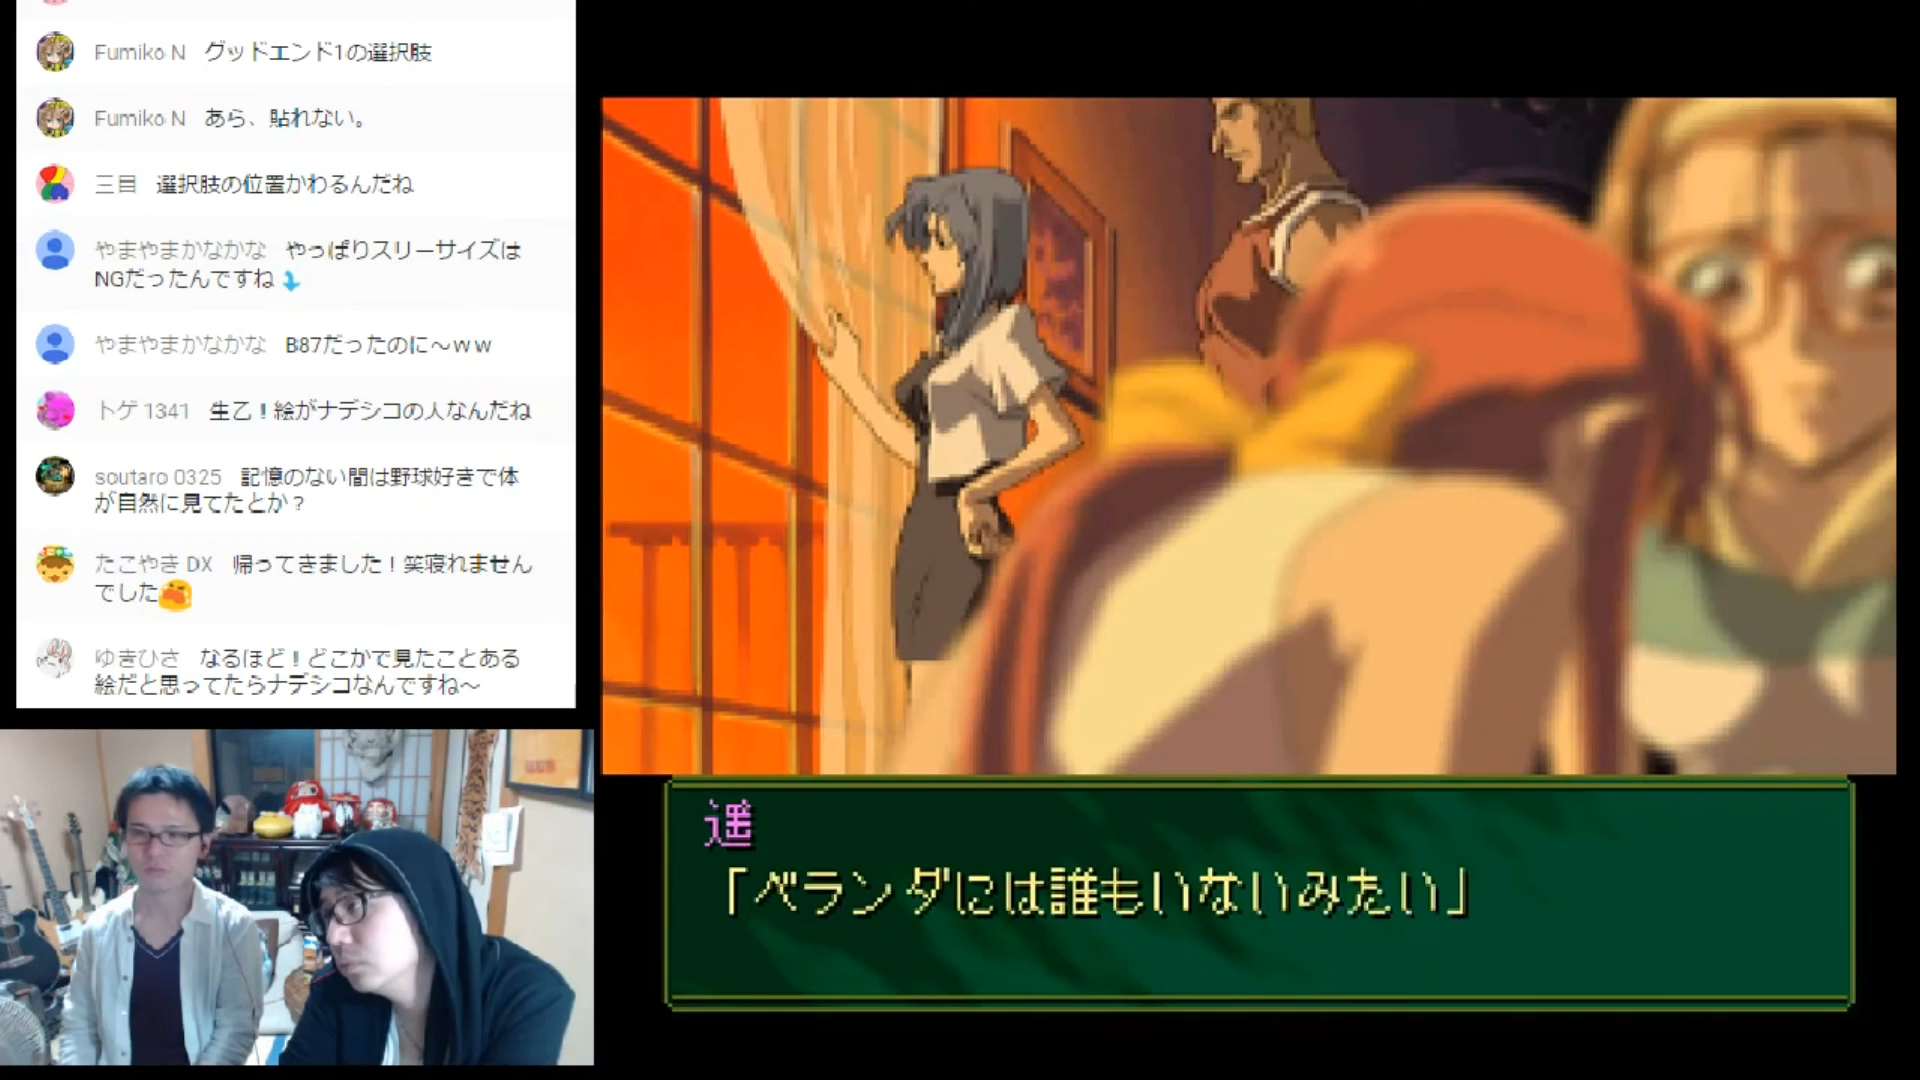 Fumiko N グッドエンド1の選択肢
Fumiko N あら、貼れない。
三目 選択肢の位置かわるんだね
やまやまかなかな やっぱりスリーサイズは
NGだったんですね
やまやまかなかな B87だったのに～ww
トゲ1341 生乙！絵がナデシコの人なんだね
soutaro 0325 記憶のない間は野球好きで体
が自然に見てたとか？
たこやき DX 帰ってきました！笑寝れません
でした
ゆきひさ なるほど！どこかで見たことある
絵だと思ってたらナデシコなんですね～
遥
「ベランダには誰もいないみたい」